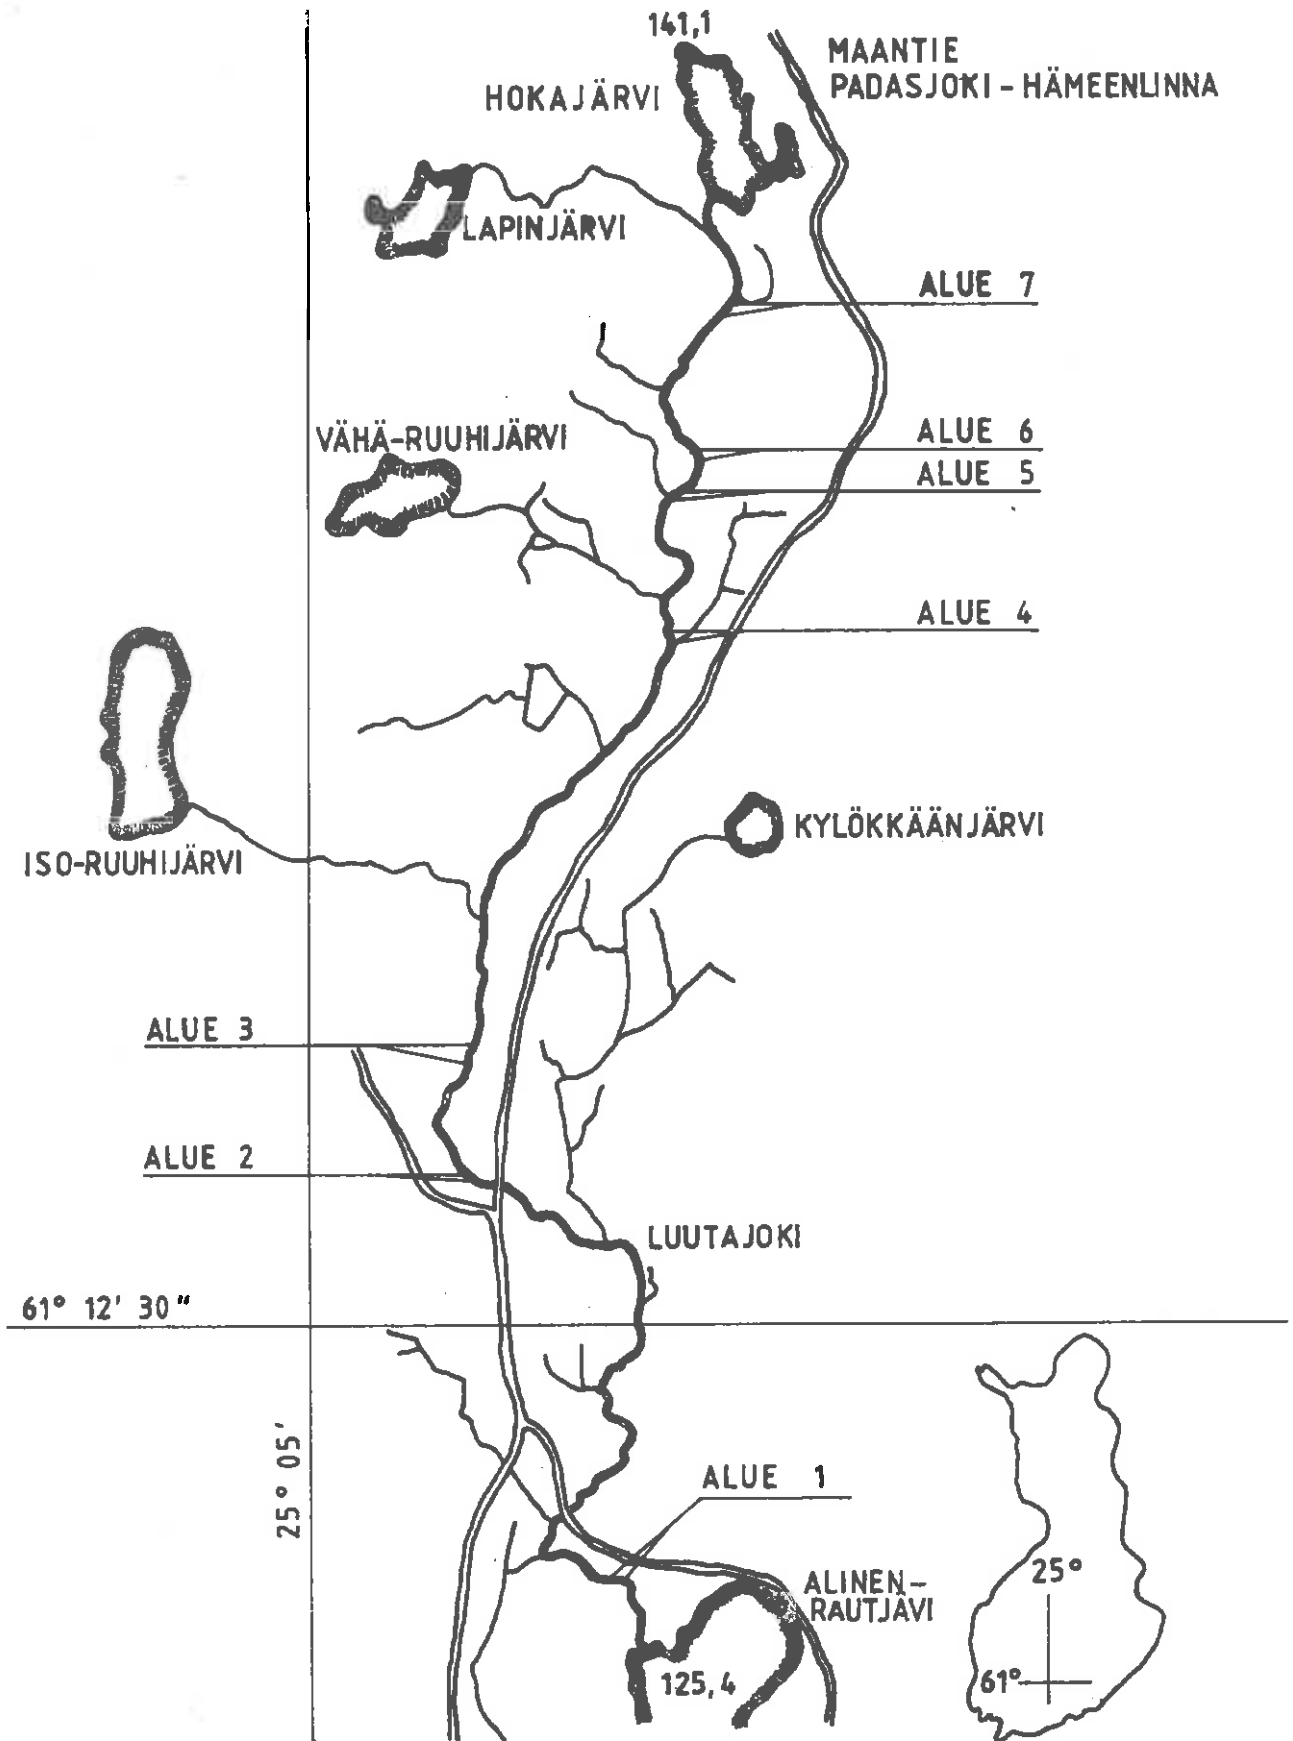 141,1
MAANTIE
PADASJOKI - HÄMEENLINNA
HOKAJÄRVI
LAPINJÄRVI
ALUE 7
VÄHÄ-RUUHIJÄRVI
ALUE 6
ALUE 5
ALUE 4
KYLÖKKÄÄNJÄRVI
ISO-RUUHIJÄRVI
ALUE 3
ALUE 2
LUUTAJOKI
61° 12' 30"
25° 05'
ALUE 1
25°
ALINEN-
RAUTJÄVI
61°
125,4